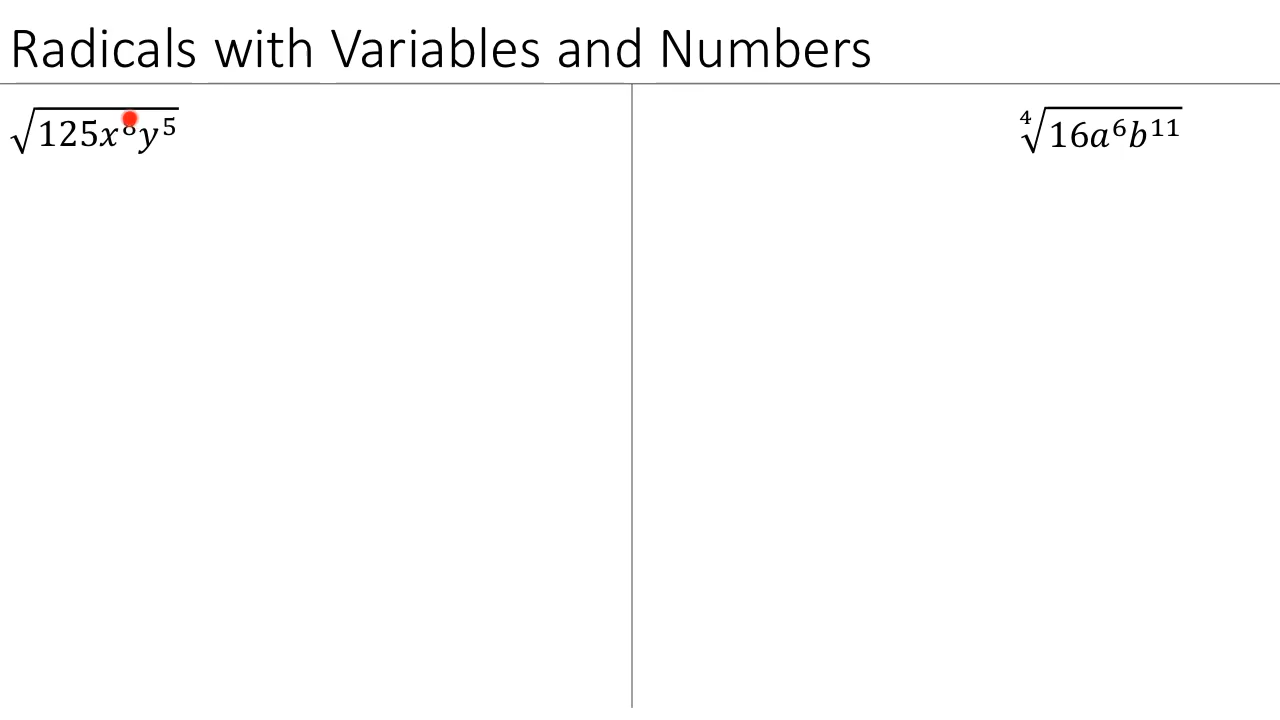 Radicals with Variables and Numbers
√125x⁸y⁵
∜16a⁶b¹¹